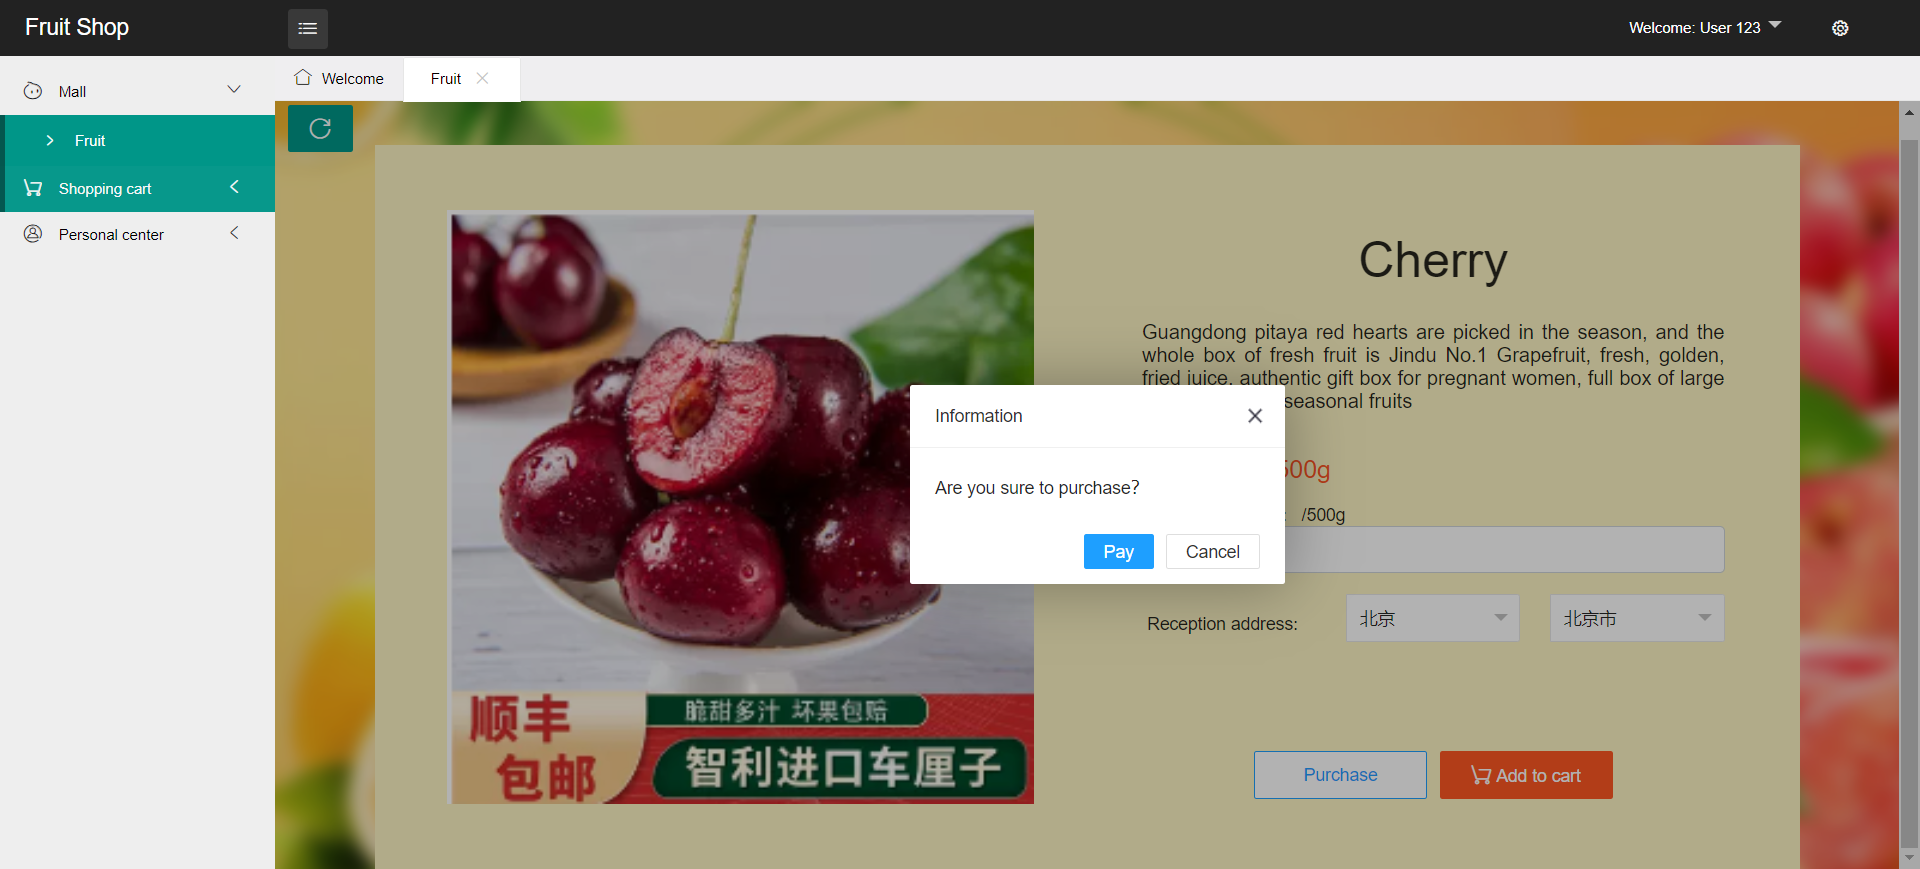 Fruit Shop
Welcome: User 123
Mall
Fruit
Shopping cart
Personal center
Welcome
Fruit
Cherry
Guangdong pitaya red hearts are picked in the season, and the
whole box of fresh fruit is Jindu No.1 Grapefruit, fresh, golden,
fried juice, authentic gift box for pregnant women, full box of large
seasonal fruits
500g
: /500g
Information
Are you sure to purchase?
Pay
Cancel
Reception address:
北京
北京市
顺丰
包邮
脆甜多汁 坏果包赔
智利进口车厘子
Purchase
Add to cart